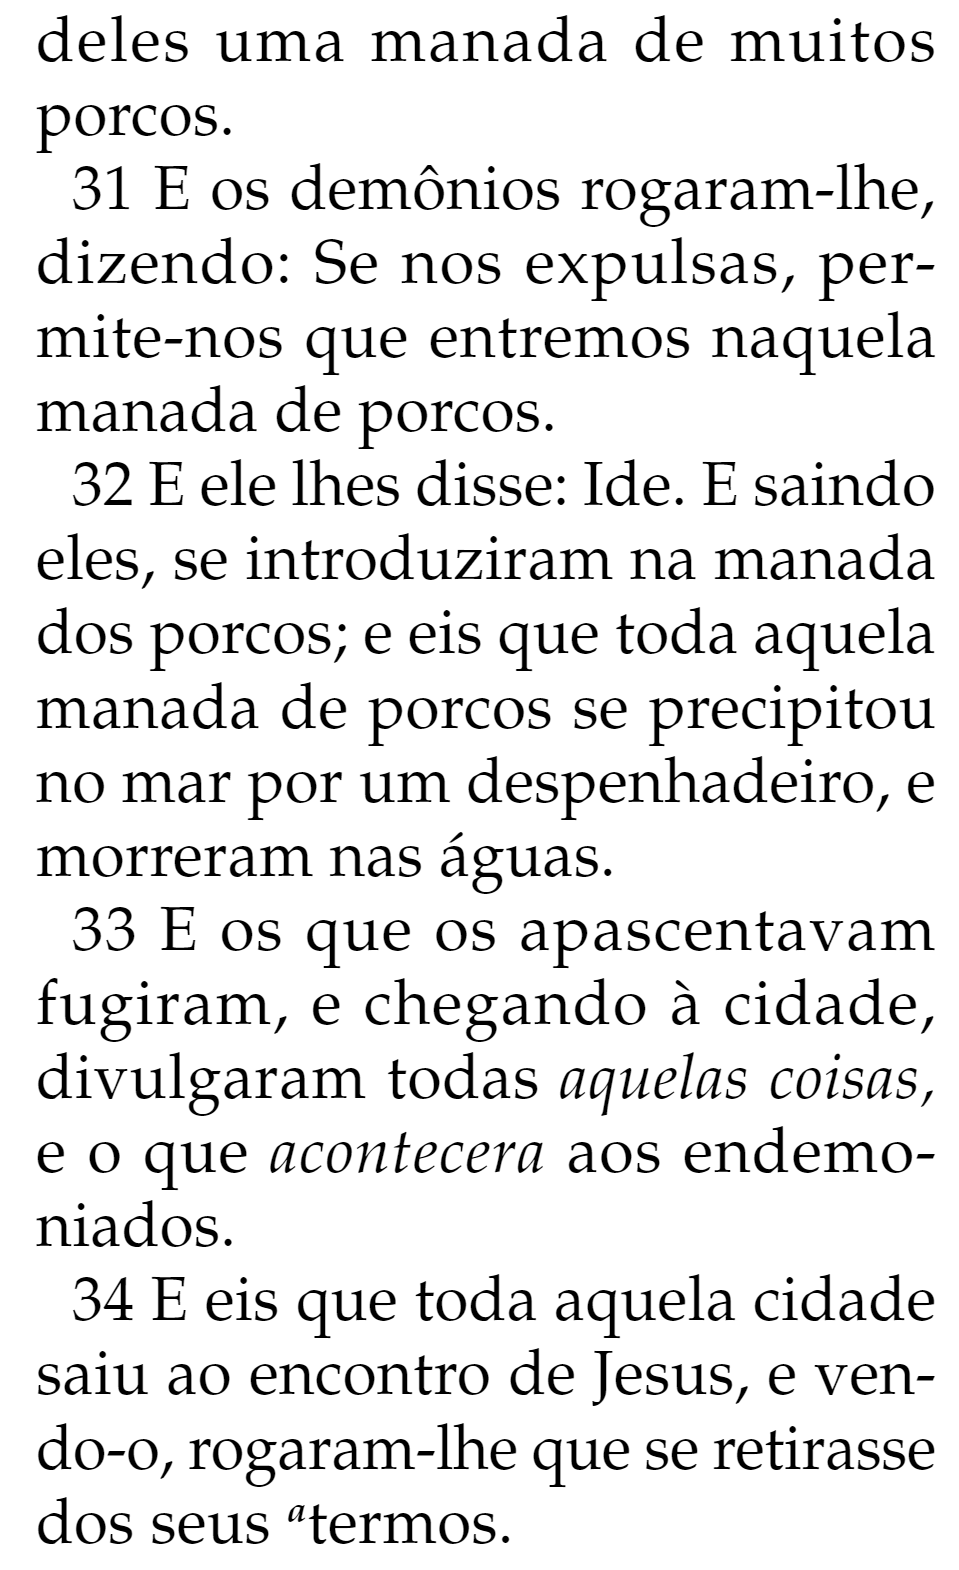 deles uma manada de muitos
porcos.
31 E os demônios rogaram-lhe,
dizendo: Se nos expulsas, per-
mite-nos que entremos naquela
manada de porcos.
32 E ele lhes disse: Ide. E saindo
eles, se introduziram na manada
dos porcos; e eis que toda aquela
manada de porcos se precipitou
no mar por um despenhadeiro, e
morreram nas águas.
33 E os que os apascentavam
fugiram, e chegando à cidade,
divulgaram todas aquelas coisas,
e o que acontecera aos endemo-
niados.
34 E eis que toda aquela cidade
saiu ao encontro de Jesus, e ven-
do-o, rogaram-lhe que se retirasse
dos seus ᵃtermos.